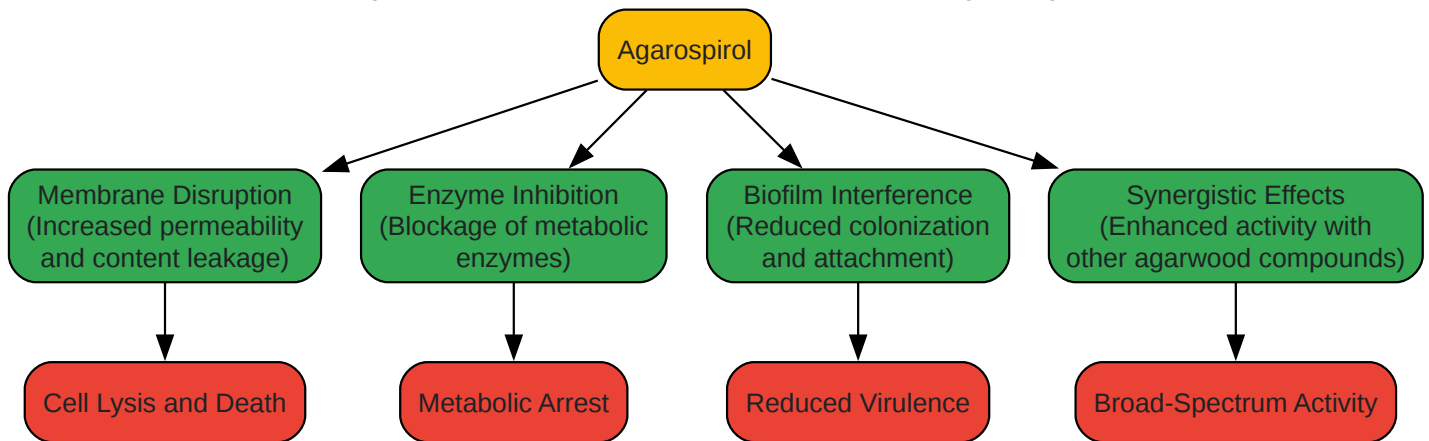 Agarospirol
Membrane Disruption
(Increased permeability
and content leakage)
Enzyme Inhibition
(Blockage of metabolic
enzymes)
Biofilm Interference
(Reduced colonization
and attachment)
Synergistic Effects
(Enhanced activity with
other agarwood compounds)
Cell Lysis and Death
Metabolic Arrest
Reduced Virulence
Broad-Spectrum Activity